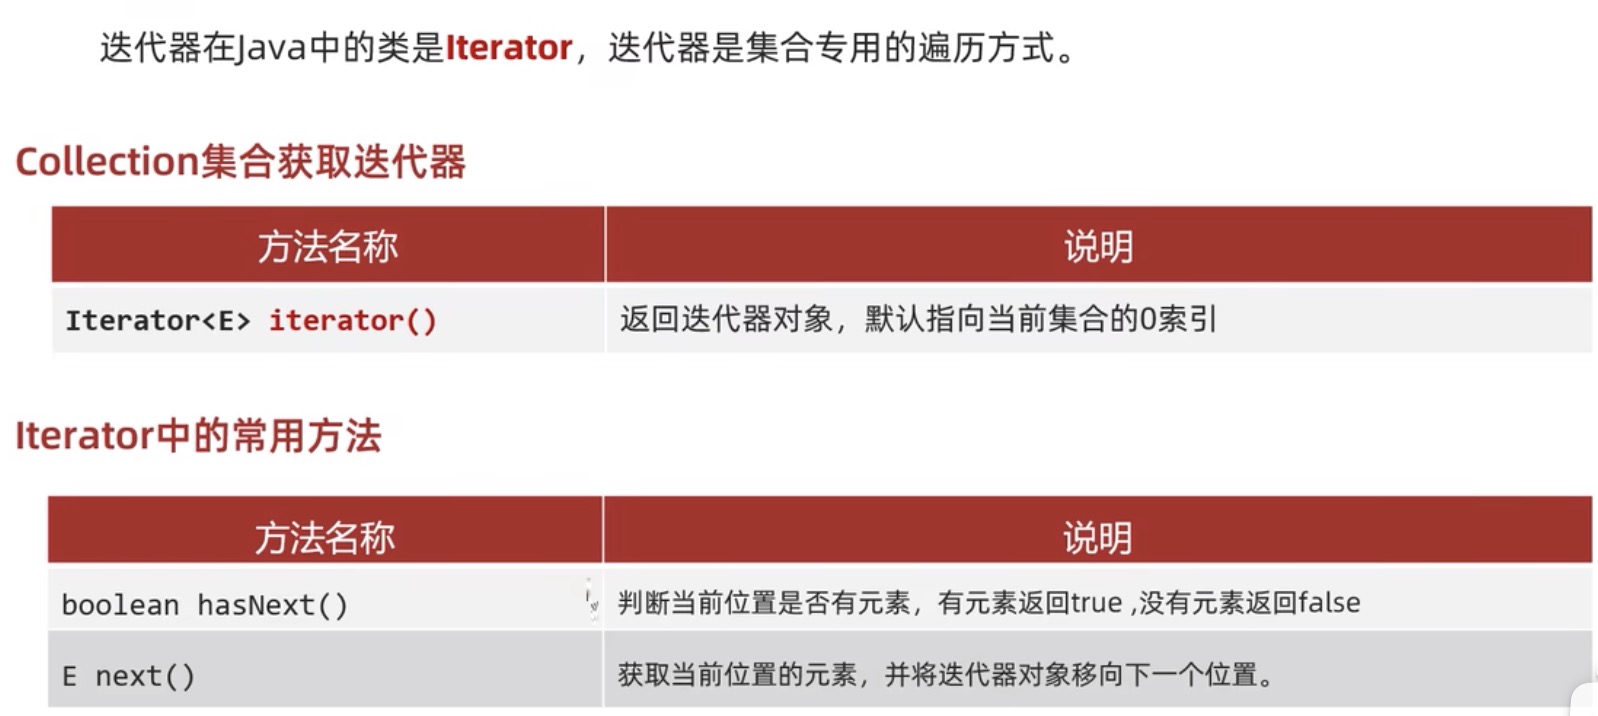 迭代器在Java中的类是Iterator，迭代器是集合专用的遍历方式。
Collection集合获取迭代器
方法名称 说明
Iterator<E> iterator() 返回迭代器对象，默认指向当前集合的0索引
Iterator中的常用方法
方法名称 说明
boolean hasNext() 判断当前位置是否有元素，有元素返回true ,没有元素返回false
E next() 获取当前位置的元素，并将迭代器对象移向下一个位置。